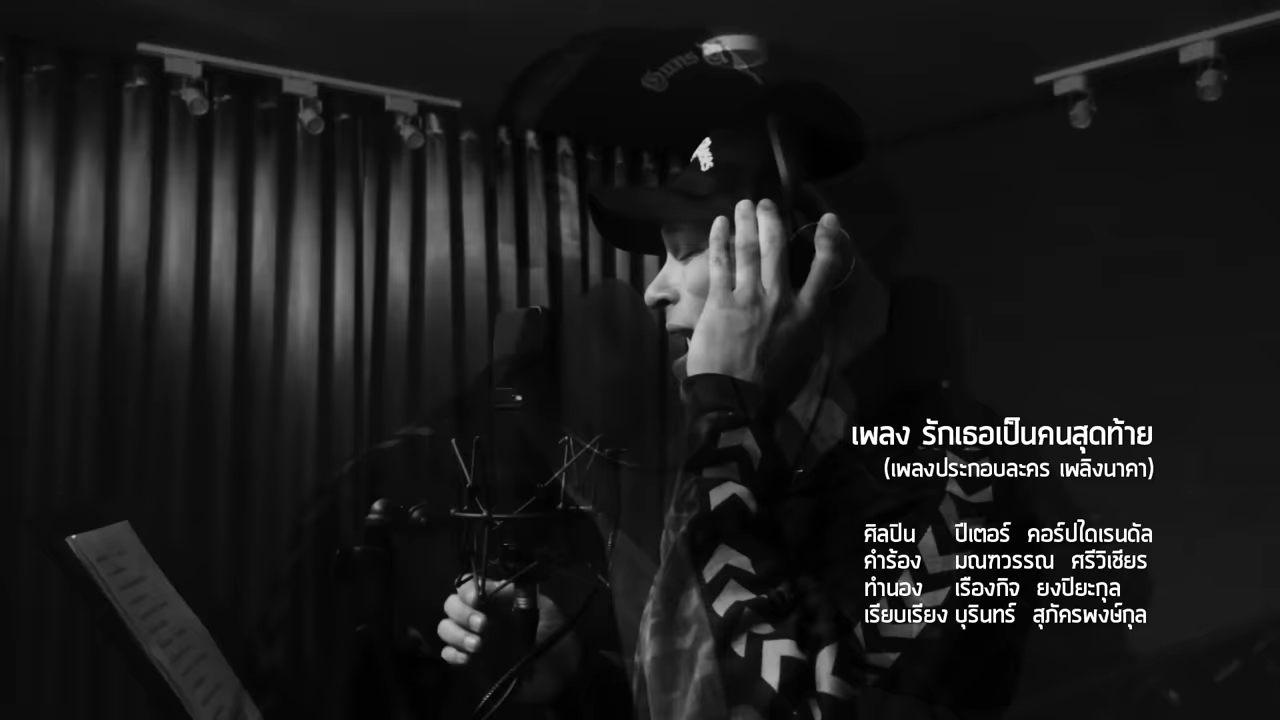 Guns N'
เพลง รักเธอเป็นคนสุดท้าย
(เพลงประกอบละคร เพลิงนาคา)
ศิลปิน ปีเตอร์ คอร์ปไดเรนดัล
คำร้อง มณฑวรรณ ศรีวิเชียร
ทำนอง เรืองกิจ ยงปิยะกุล
เรียบเรียง บุรินทร์ สุภัครพงษ์กุล